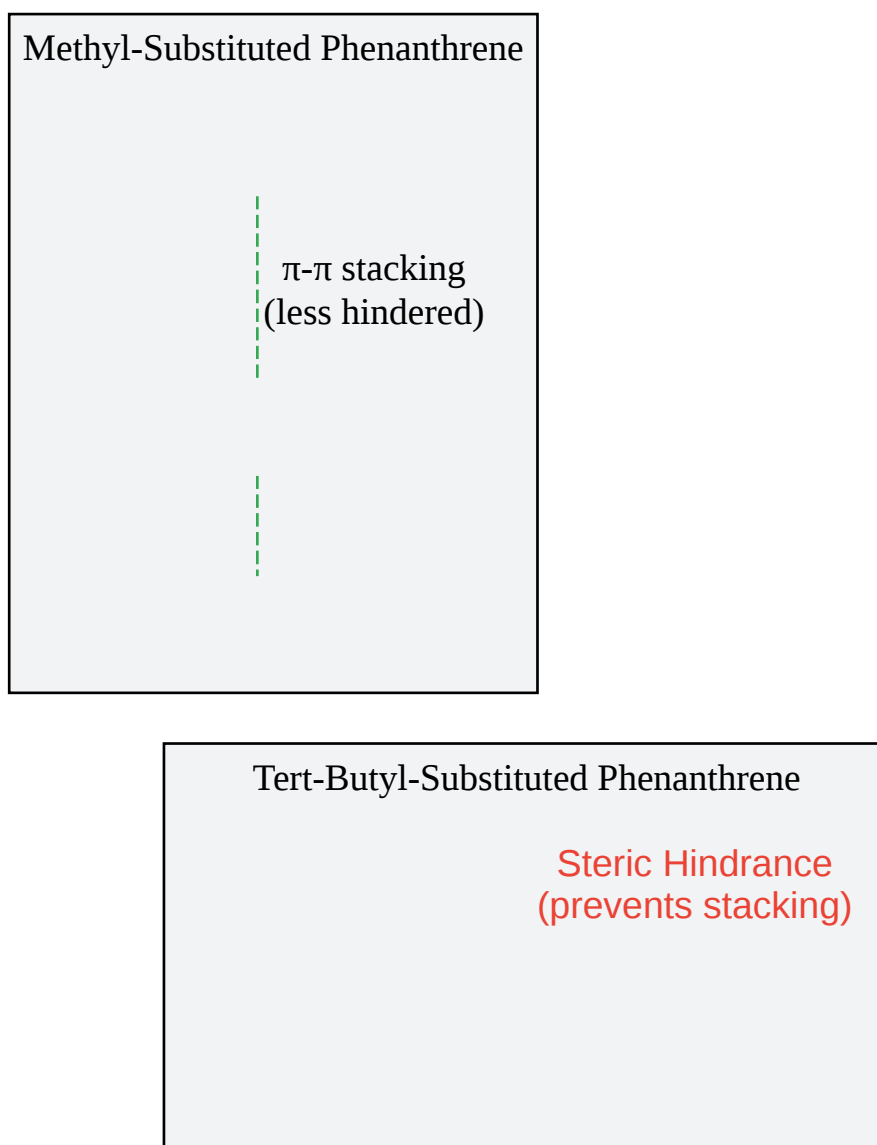 Methyl-Substituted Phenanthrene
π-π stacking
(less hindered)
Tert-Butyl-Substituted Phenanthrene
Steric Hindrance
(prevents stacking)